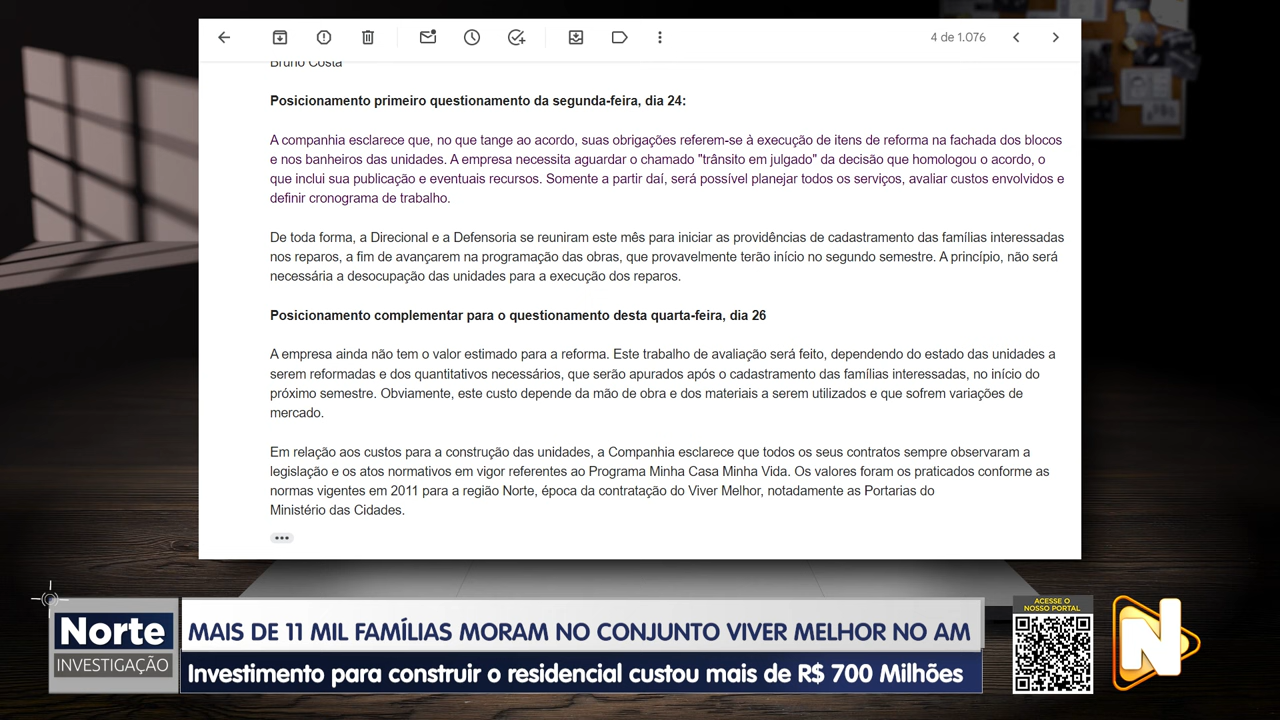 4 de 1.076
Bruno Costa
Posicionamento primeiro questionamento da segunda-feira, dia 24:
A companhia esclarece que, no que tange ao acordo, suas obrigações referem-se à execução de itens de reforma na fachada dos blocos
e nos banheiros das unidades. A empresa necessita aguardar o chamado "trânsito em julgado" da decisão que homologou o acordo, o
que inclui sua publicação e eventuais recursos. Somente a partir daí, será possível planejar todos os serviços, avaliar custos envolvidos e
definir cronograma de trabalho.
De toda forma, a Direcional e a Defensoria se reuniram este mês para iniciar as providências de cadastramento das famílias interessadas
nos reparos, a fim de avançarem na programação das obras, que provavelmente terão início no segundo semestre. A princípio, não será
necessária a desocupação das unidades para a execução dos reparos.
Posicionamento complementar para o questionamento desta quarta-feira, dia 26
A empresa ainda não tem o valor estimado para a reforma. Este trabalho de avaliação será feito, dependendo do estado das unidades a
serem reformadas e dos quantitativos necessários, que serão apurados após o cadastramento das famílias interessadas, no início do
próximo semestre. Obviamente, este custo depende da mão de obra e dos materiais a serem utilizados e que sofrem variações de
mercado.
Em relação aos custos para a construção das unidades, a Companhia esclarece que todos os seus contratos sempre observaram a
legislação e os atos normativos em vigor referentes ao Programa Minha Casa Minha Vida. Os valores foram os praticados conforme as
normas vigentes em 2011 para a região Norte, época da contratação do Viver Melhor, notadamente as Portarias do
Ministério das Cidades.
Norte
INVESTIGAÇÃO
MAIS DE 11 MIL FAMÍLIAS MORAM NO CONJUNTO VIVER MELHOR NO AM
Investimento para construir o residencial custou mais de R$ 700 Milhões
ACESSE O
NOSSO PORTAL
N